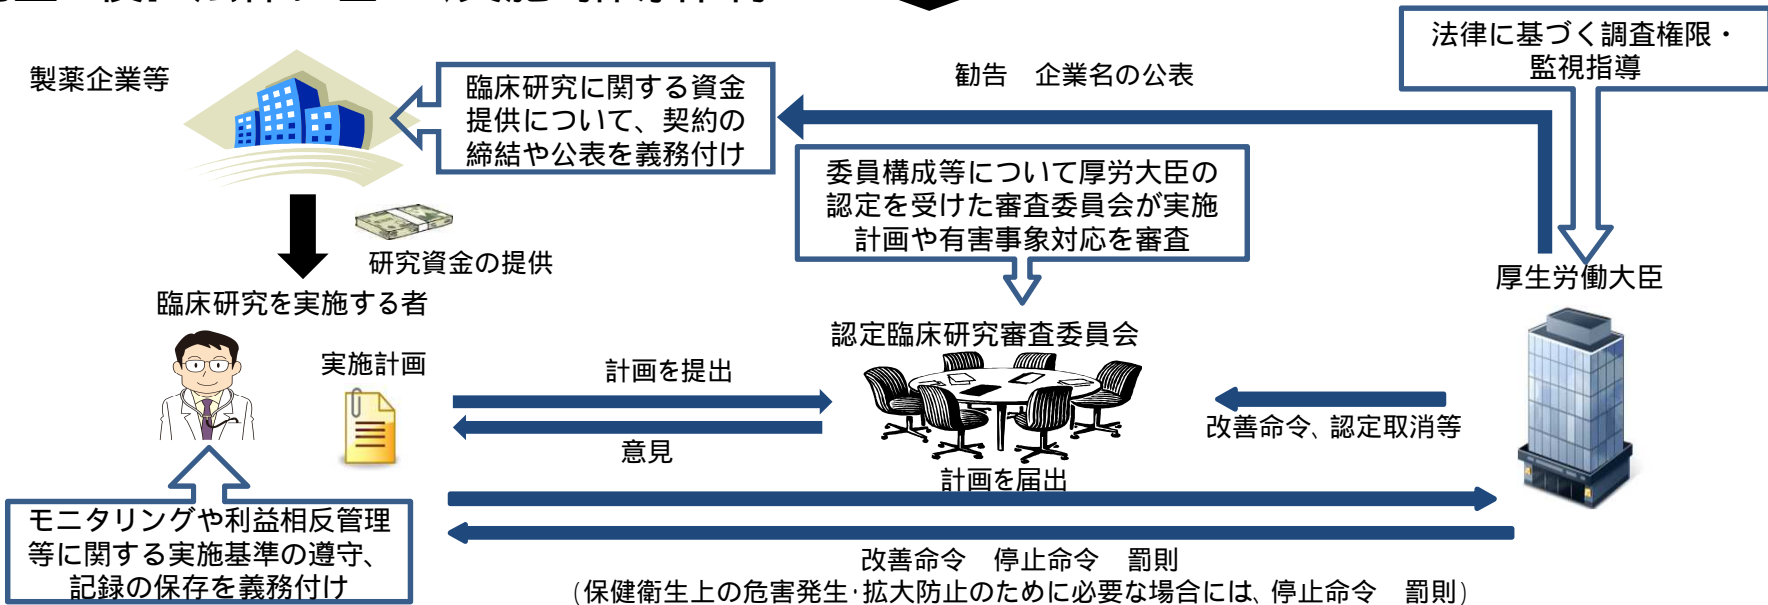 製薬企業等
臨床研究に関する資金
提供について、契約の
締結や公表を義務付け
勧告　企業名の公表
法律に基づく調査権限・
監視指導
委員構成等について厚労大臣の
認定を受けた審査委員会が実施
計画や有害事象対応を審査
研究資金の提供
厚生労働大臣
臨床研究を実施する者
認定臨床研究審査委員会
実施計画
計画を提出
意見
改善命令、認定取消等
計画を届出
モニタリングや利益相反管理
等に関する実施基準の遵守、
記録の保存を義務付け
改善命令　停止命令　罰則
(保健衛生上の危害発生･拡大防止のために必要な場合には、停止命令　罰則)